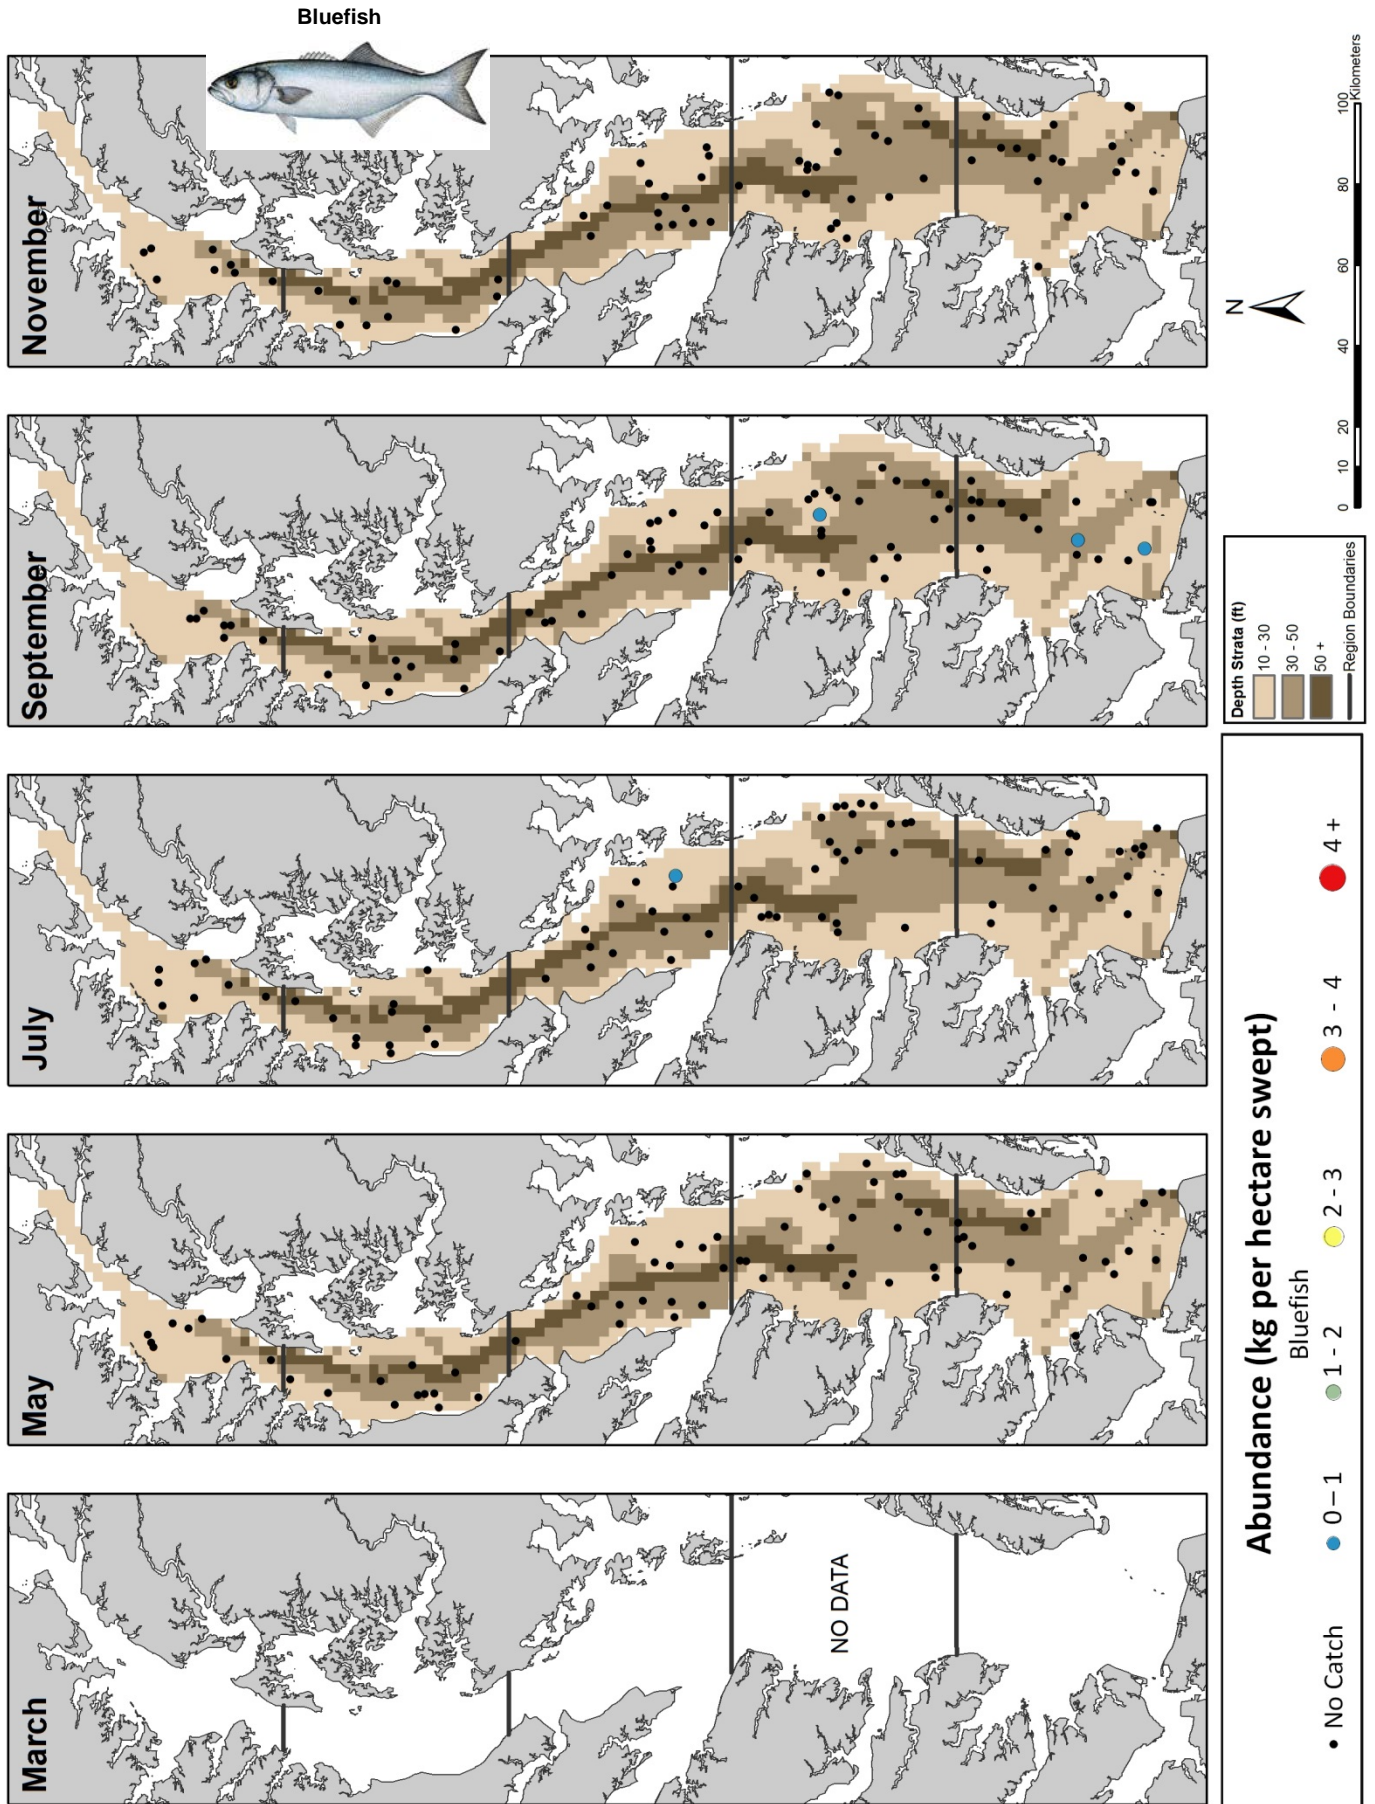 Bluefish
March
May
July
September
November
NO DATA
Abundance (kg per hectare swept)
Bluefish
No Catch
0 – 1
1 - 2
2 - 3
3 - 4
4 +
Depth Strata (ft)
10 - 30
30 - 50
50 +
Region Boundaries
N
0 10 20 40 60 80 100
Kilometers